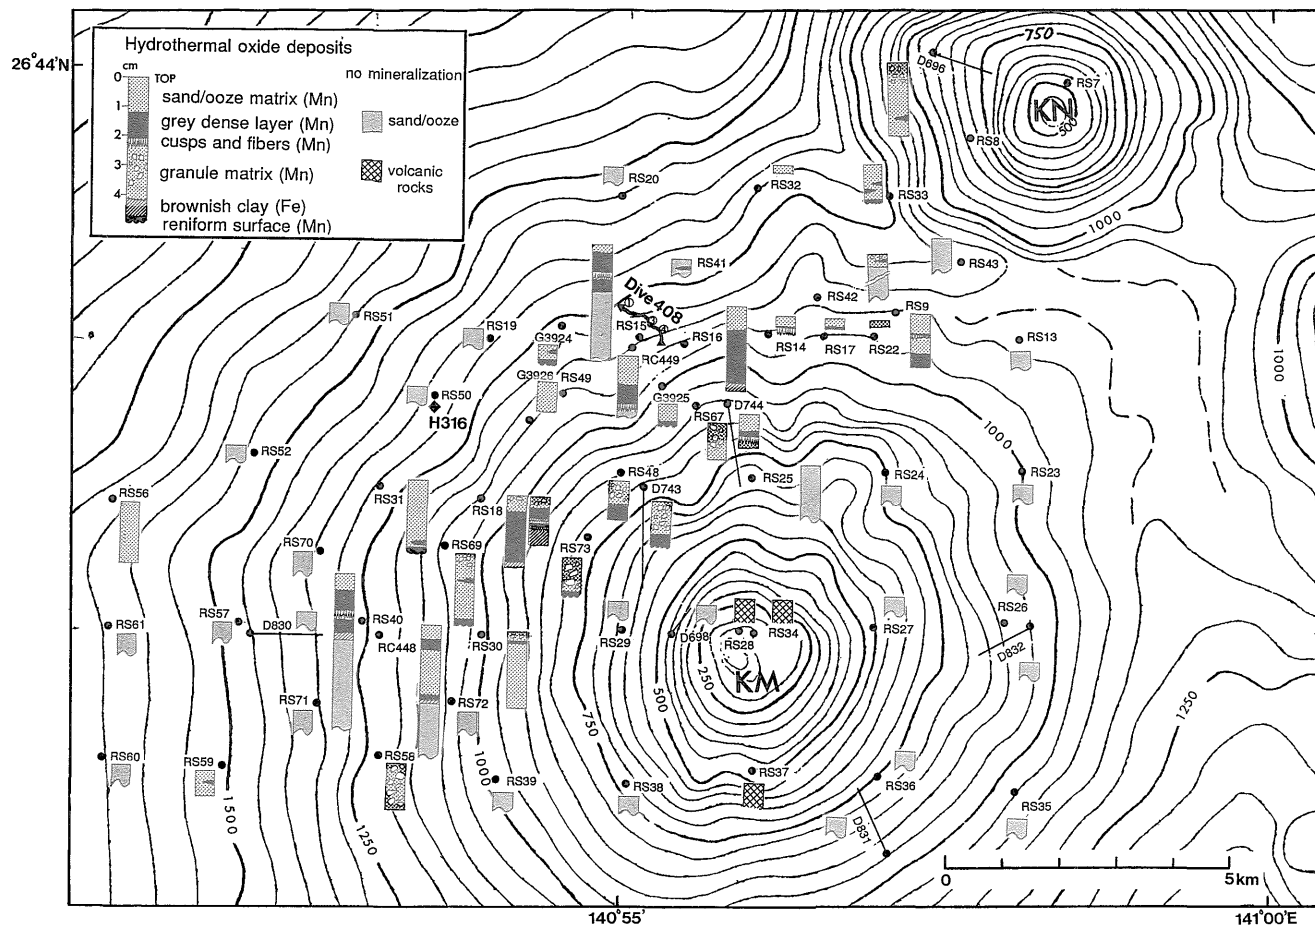 Hydrothermal oxide deposits
cm
0
TOP
no mineralization
sand/ooze matrix (Mn)
1
grey dense layer (Mn)
sand/ooze
2
cusps and fibers (Mn)
3
granule matrix (Mn)
volcanic
rocks
4
brownish clay (Fe)
reniform surface (Mn)
26°44'N
750
D696
RS7
KN
500
RS8
RS20
RS32
RS33
1000
RS43
RS41
Dive408
RS42
RS9
RS51
RS19
G3924
RS15
RS16
RC449
RS14
RS17
RS22
RS13
1000
G3926
RS49
G3925
RS50
H316
RS67
D744
1000
RS52
RS48
RS25
RS24
RS23
RS56
RS31
RS18
D743
RS70
RS69
RS73
RS61
RS57
D830
RS40
RC448
RS30
RS29
D698
RS28
RS34
RS27
RS26
D832
250
KM
500
RS71
RS72
750
1250
RS60
RS59
RS58
1000
RS39
RS38
RS37
RS36
RS35
1500
1250
D831
0
5km
140°55'
141°00'E